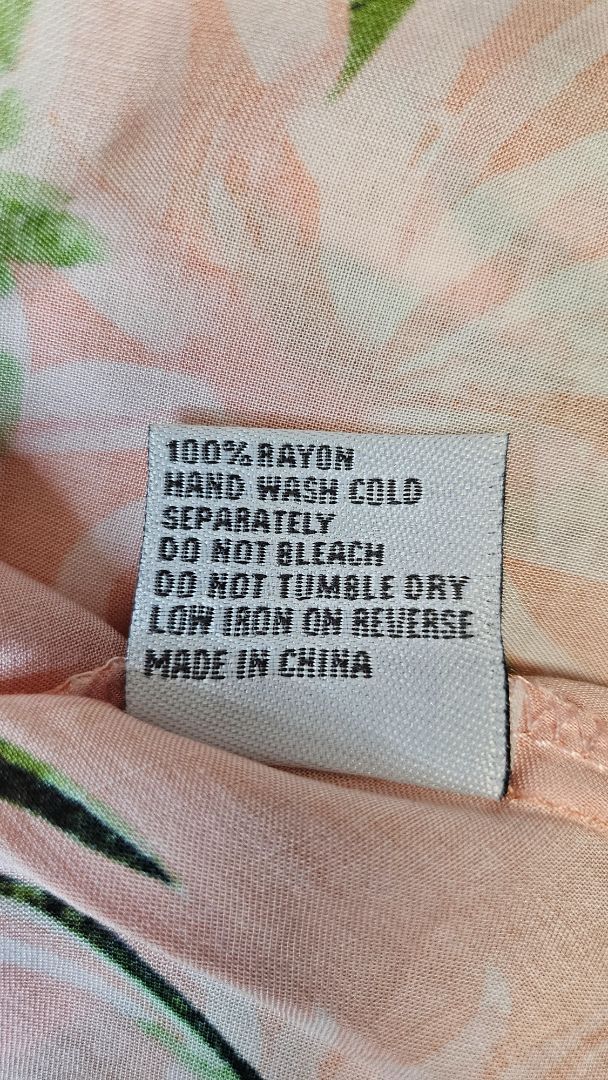 100% RAYON
HAND WASH COLD
SEPARATELY
DO NOT BLEACH
DO NOT TUMBLE DRY
LOW IRON ON REVERSE
MADE IN CHINA